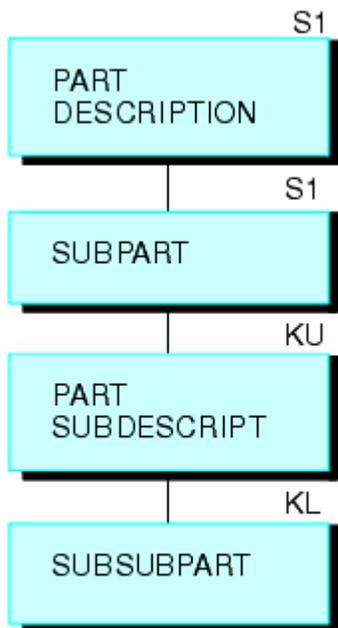 S1
PART
DESCRIPTION
S1
SUBPART
KU
PART
SUBDESCRIPT
KL
SUBSUBPART